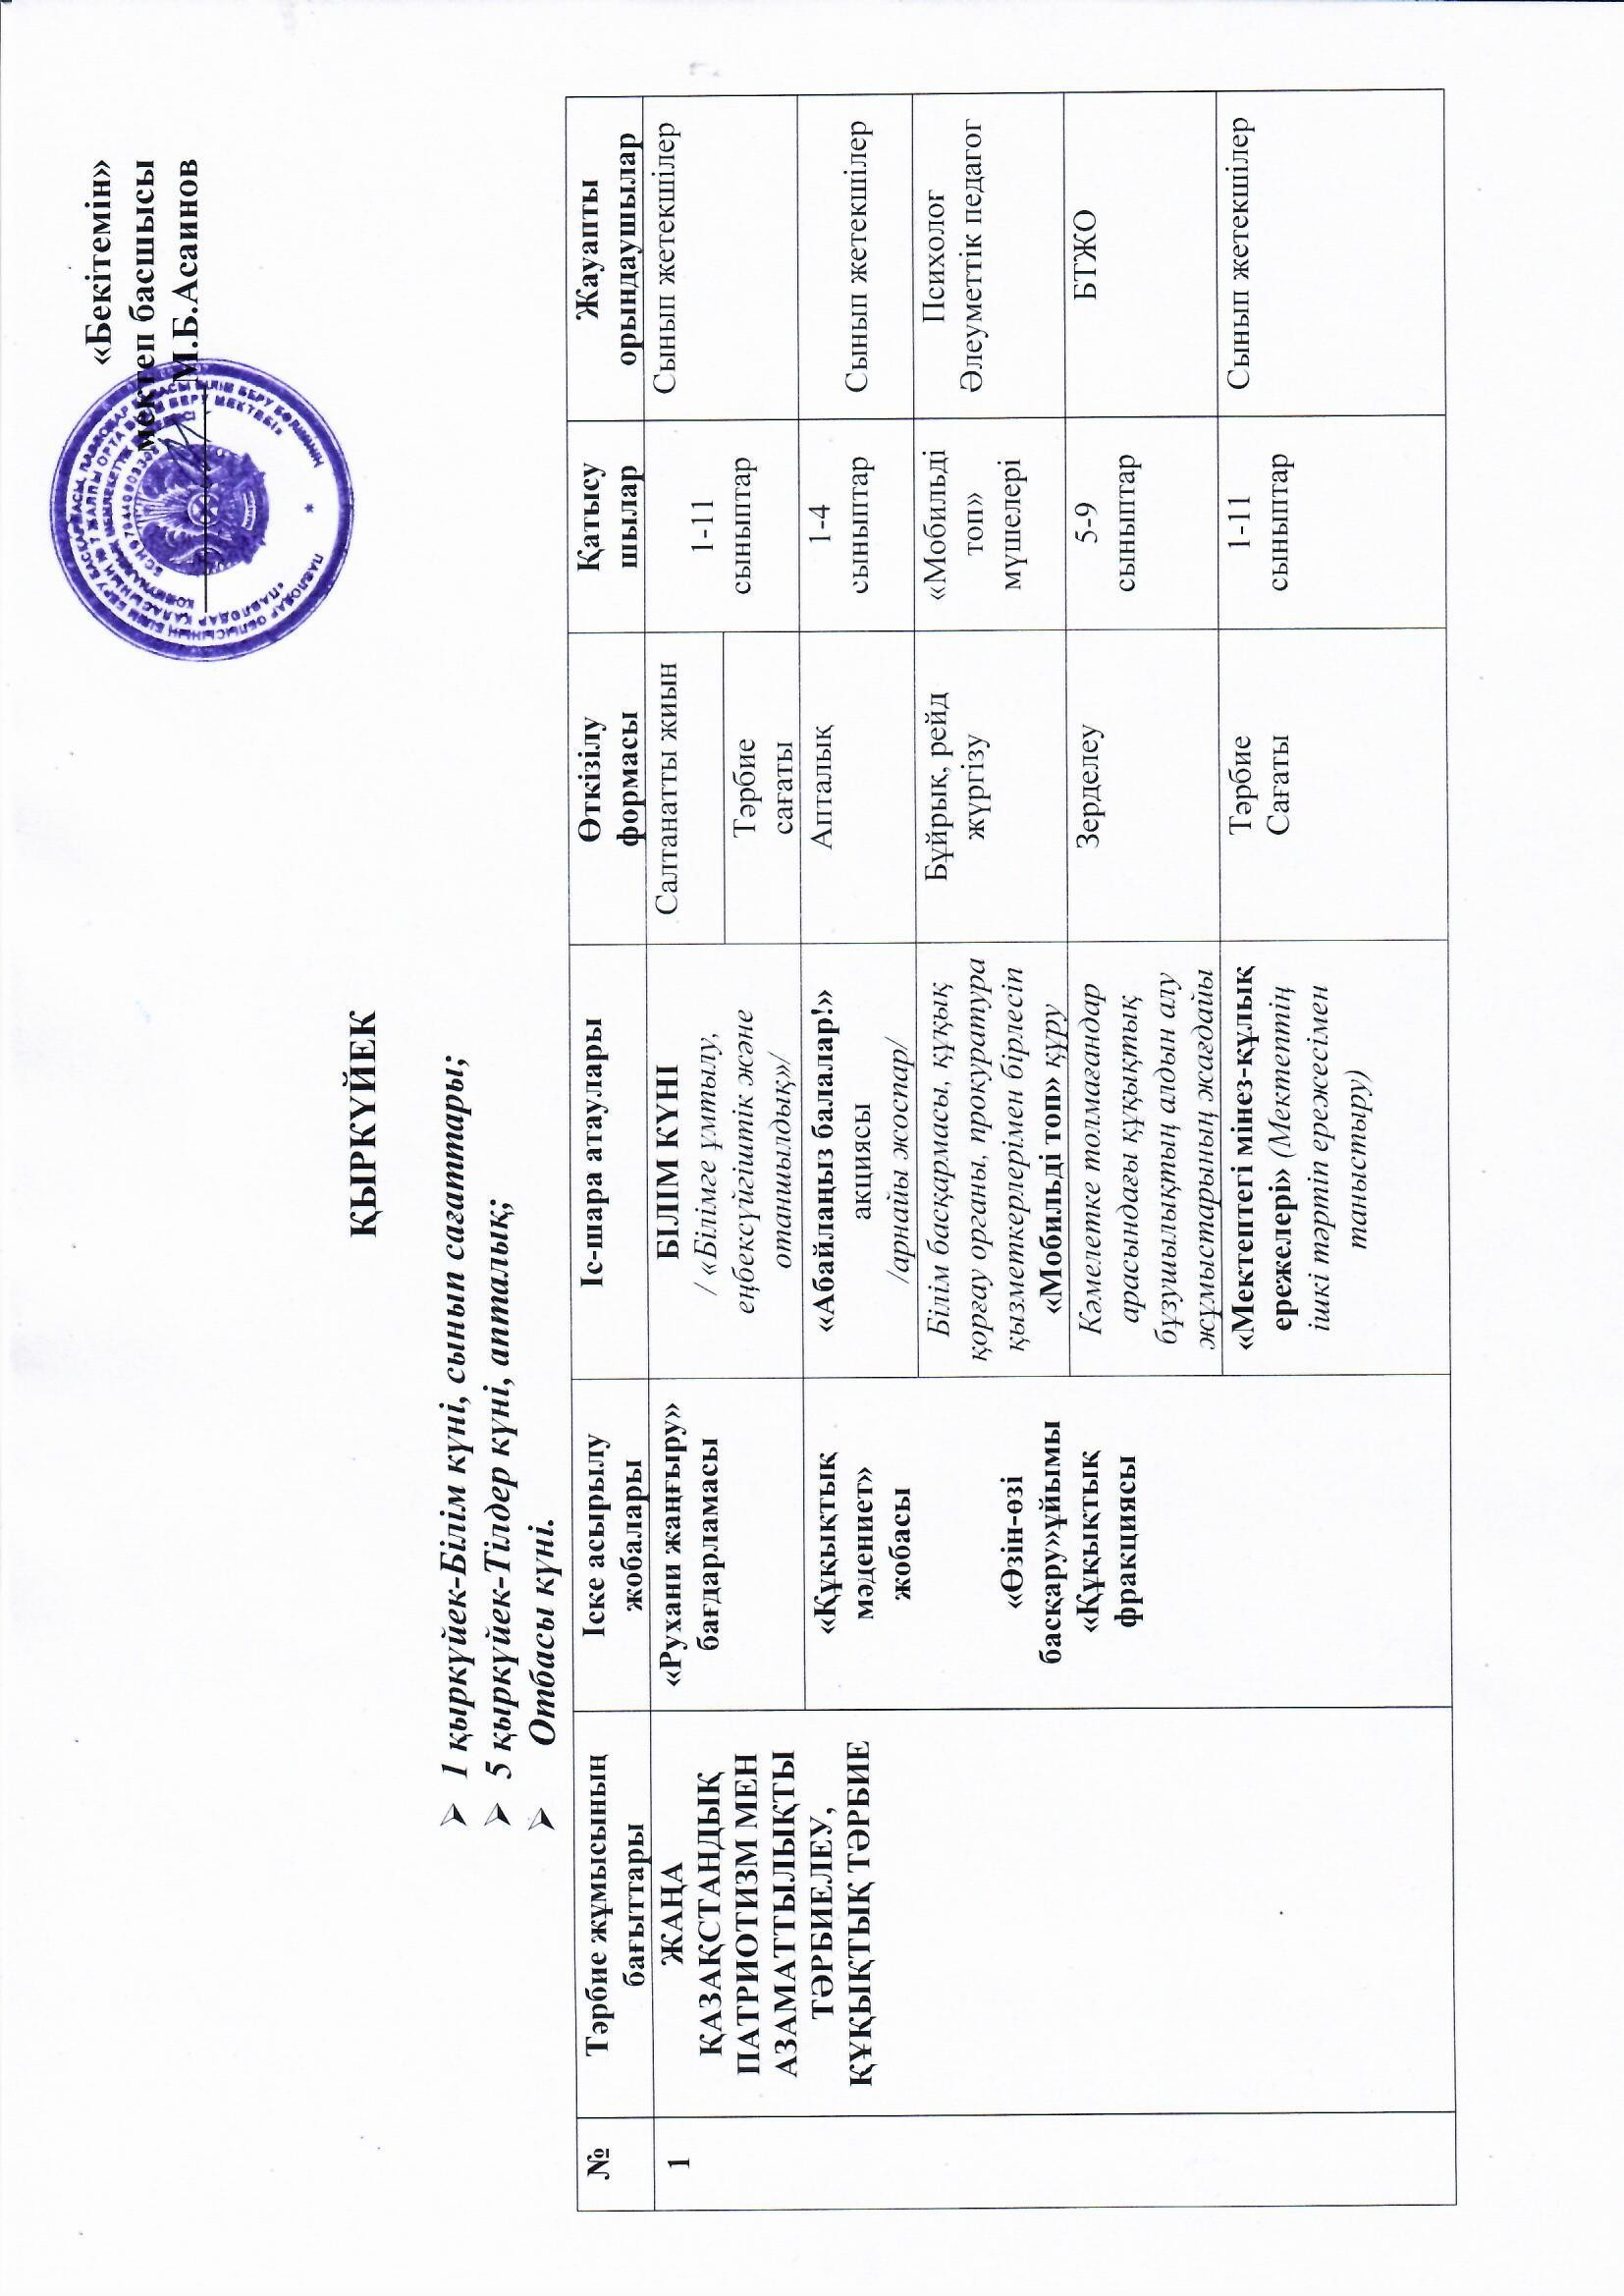 «Бекітемін»
мектеп басшысы
М.Б.Асаинов
ҚЫРКҮЙЕК
➢ 1 қыркүйек-Білім күні, сынып сағаттары;
➢ 5 қыркүйек-Тілдер күні, апталық;
➢ Отбасы күні.
№
Тәрбие жұмысының
бағыттары
Іске асырылу
жобалары
Іс-шара атаулары
Өткізілу
формасы
Қатысу
шылар
Жауапты
орындаушылар
1
ЖАҢА
ҚАЗАҚСТАНДЫҚ
ПАТРИОТИЗМ МЕН
АЗАМАТТЫЛЫҚТЫ
ТӘРБИЕЛЕУ,
ҚҰҚЫҚТЫҚ ТӘРБИЕ
«Рухани жаңғыру»
бағдарламасы
БІЛІМ КҮНІ
/ «Білімге ұмтылу,
еңбексүйгіштік және
отаншылдық»/
Салтанатты жиын
Тәрбие
сағаты
1-11
сыныптар
Сынып жетекшілер
«Құқықтық
мәдениет»
жобасы
«Өзін-өзі
басқару»ұйымы
«Құқықтық
фракциясы
«Абайлаңыз балалар!»
акциясы
/арнайы жоспар/
Апталық
1-4
сыныптар
Сынып жетекшілер
Білім басқармасы, құқық
қорғау органы, прокуратура
қызметкерлерімен бірлесіп
«Мобильді топ» құру
Бұйрық, рейд
жүргізу
«Мобильді
топ»
мүшелері
Психолог
Әлеуметтік педагог
Кәмелетке толмағандар
арасындағы құқықтық
бұзушылықтың алдын алу
жұмыстарының жағдайы
Зерделеу
5-9
сыныптар
БТЖО
«Мектептегі мінез-құлық
ережелері» (Мектептің
ішкі тәртіп ережесімен
таныстыру)
Тәрбие
Сағаты
1-11
сыныптар
Сынып жетекшілер